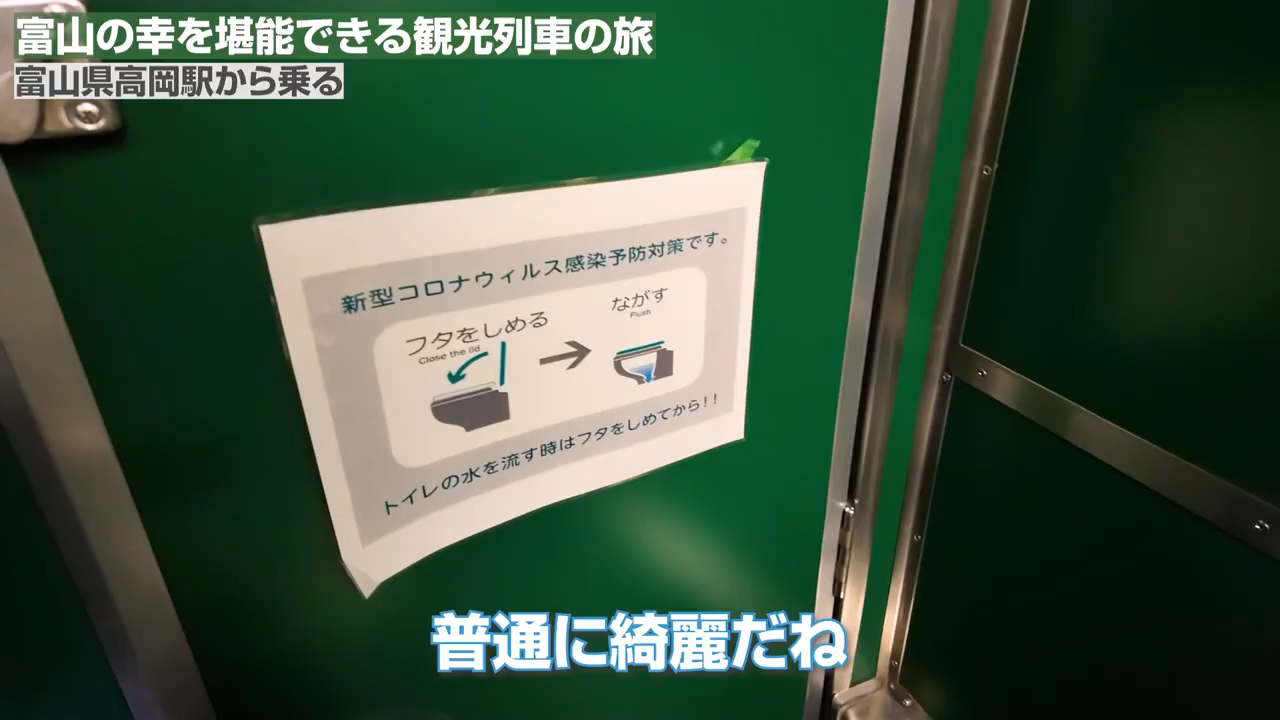 富山の幸を堪能できる観光列車の旅
富山県高岡駅から乗る
新型コロナウィルス感染予防対策です。
フタをしめる
Close the lid
ながす
Flush
トイレの水を流す時はフタをしめてから!!
普通に綺麗だね